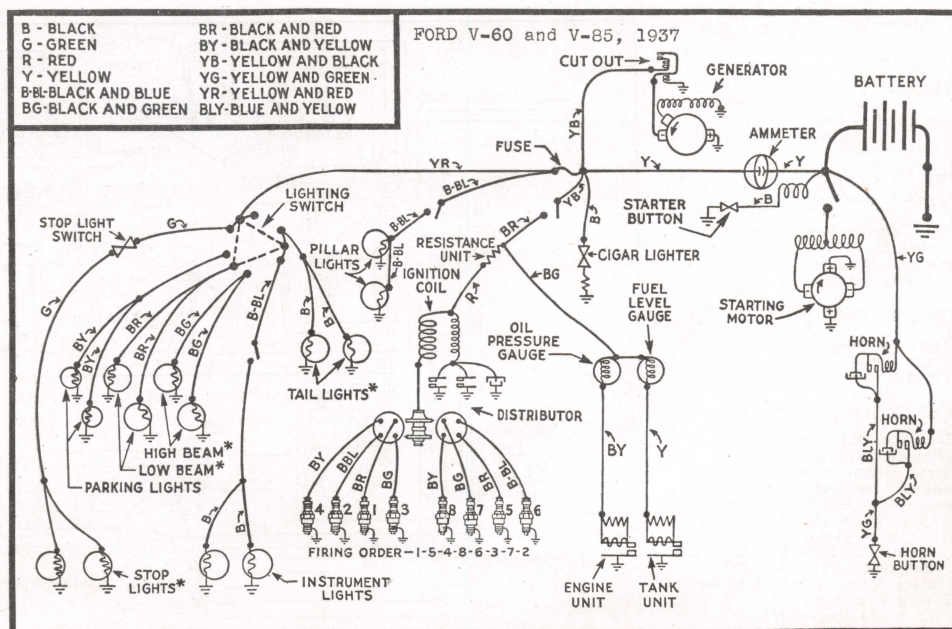 B - BLACK
G - GREEN
R - RED
Y - YELLOW
B-BL-BLACK AND BLUE
BG-BLACK AND GREEN
BR - BLACK AND RED
BY - BLACK AND YELLOW
YB - YELLOW AND BLACK
YG - YELLOW AND GREEN
YR - YELLOW AND RED
BLY-BLUE AND YELLOW
FORD V-60 and V-85, 1937
CUT OUT
GENERATOR
BATTERY
YB
AMMETER
FUSE
YR
Y
Y
B-BL
YB
B
LIGHTING
SWITCH
STOP LIGHT
SWITCH
G
B-BL
BR
B
STARTER
BUTTON
PILLAR
LIGHTS
B-BL
RESISTANCE
UNIT
CIGAR LIGHTER
YG
IGNITION
COIL
R
BG
G
B-BL
FUEL
LEVEL
GAUGE
STARTING
MOTOR
BY
BR
BG
BY
BR
BG
B
B
OIL
PRESSURE
GAUGE
HORN
TAIL LIGHTS*
DISTRIBUTOR
HORN
HIGH BEAM*
LOW BEAM*
PARKING LIGHTS
BY
BBL
BR
BG
BY
BG
BR
B-BL
BY
Y
BLY
BLY
4
2
1
3
8
7
5
6
FIRING ORDER-1-5-4-8-6-3-7-2
B
B
YG
HORN
BUTTON
STOP
LIGHTS*
INSTRUMENT
LIGHTS
ENGINE
UNIT
TANK
UNIT